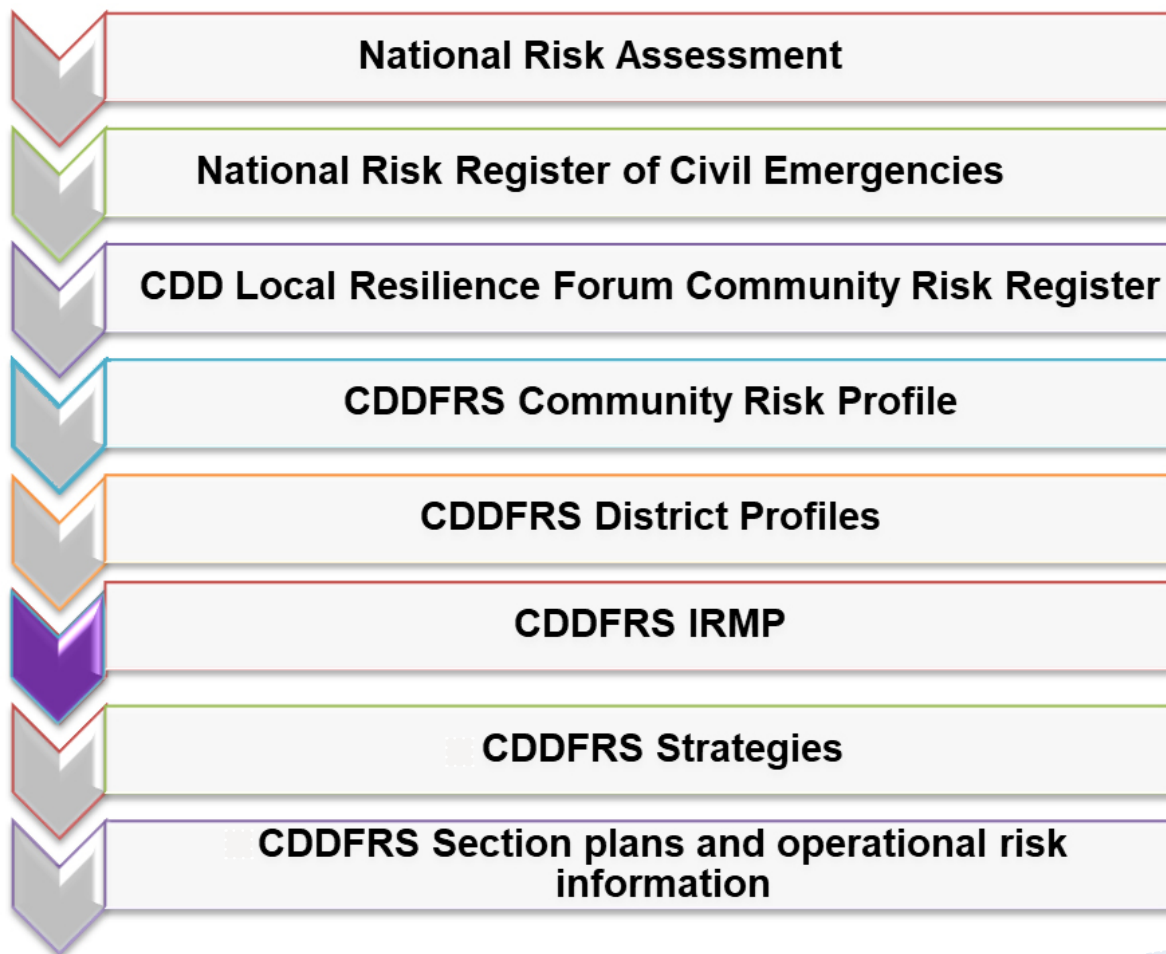 National Risk Assessment
National Risk Register of Civil Emergencies
CDD Local Resilience Forum Community Risk Register
CDDFRS Community Risk Profile
CDDFRS District Profiles
CDDFRS IRMP
CDDFRS Strategies
CDDFRS Section plans and operational risk
information